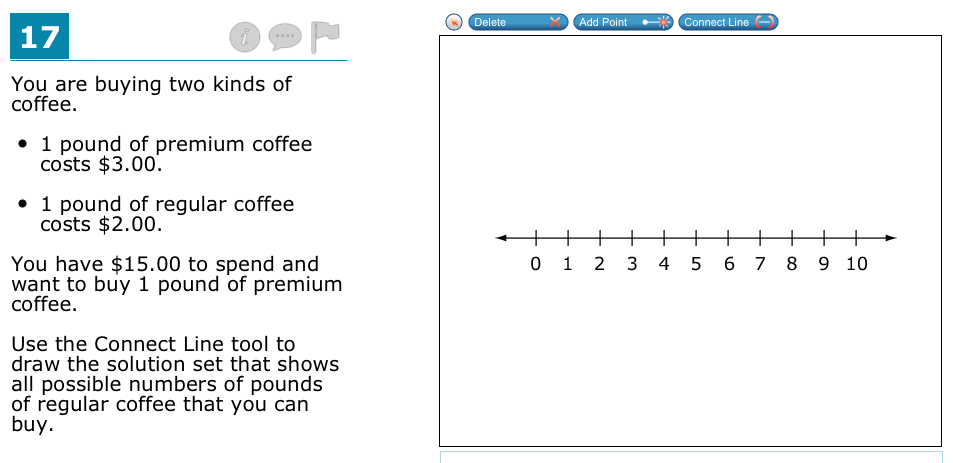 17
Delete
Add Point
Connect Line
You are buying two kinds of
coffee.
• 1 pound of premium coffee
costs $3.00.
• 1 pound of regular coffee
costs $2.00.
You have $15.00 to spend and
want to buy 1 pound of premium
coffee.
Use the Connect Line tool to
draw the solution set that shows
all possible numbers of pounds
of regular coffee that you can
buy.
0 1 2 3 4 5 6 7 8 9 10